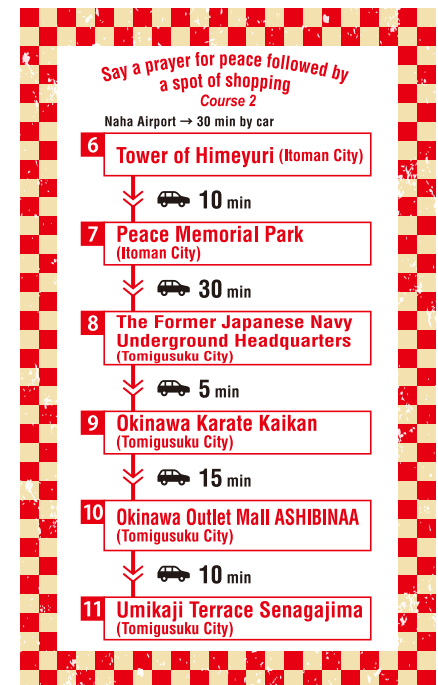 Say a prayer for peace followed by
a spot of shopping
Course 2
Naha Airport → 30 min by car
6 Tower of Himeyuri (Itoman City)
10 min
7 Peace Memorial Park
(Itoman City)
30 min
8 The Former Japanese Navy
Underground Headquarters
(Tomigusuku City)
5 min
9 Okinawa Karate Kaikan
(Tomigusuku City)
15 min
10 Okinawa Outlet Mall ASHIBINAA
(Tomigusuku City)
10 min
11 Umikaji Terrace Senagajima
(Tomigusuku City)